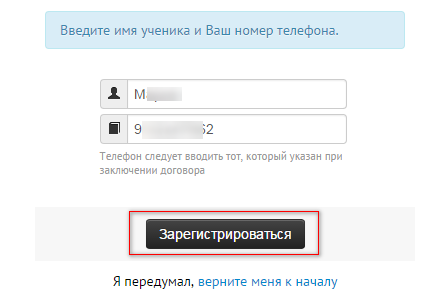 Введите имя ученика и Ваш номер телефона.
Телефон следует вводить тот, который указан при
заключении договора
Зарегистрироваться
Я передумал, верните меня к началу